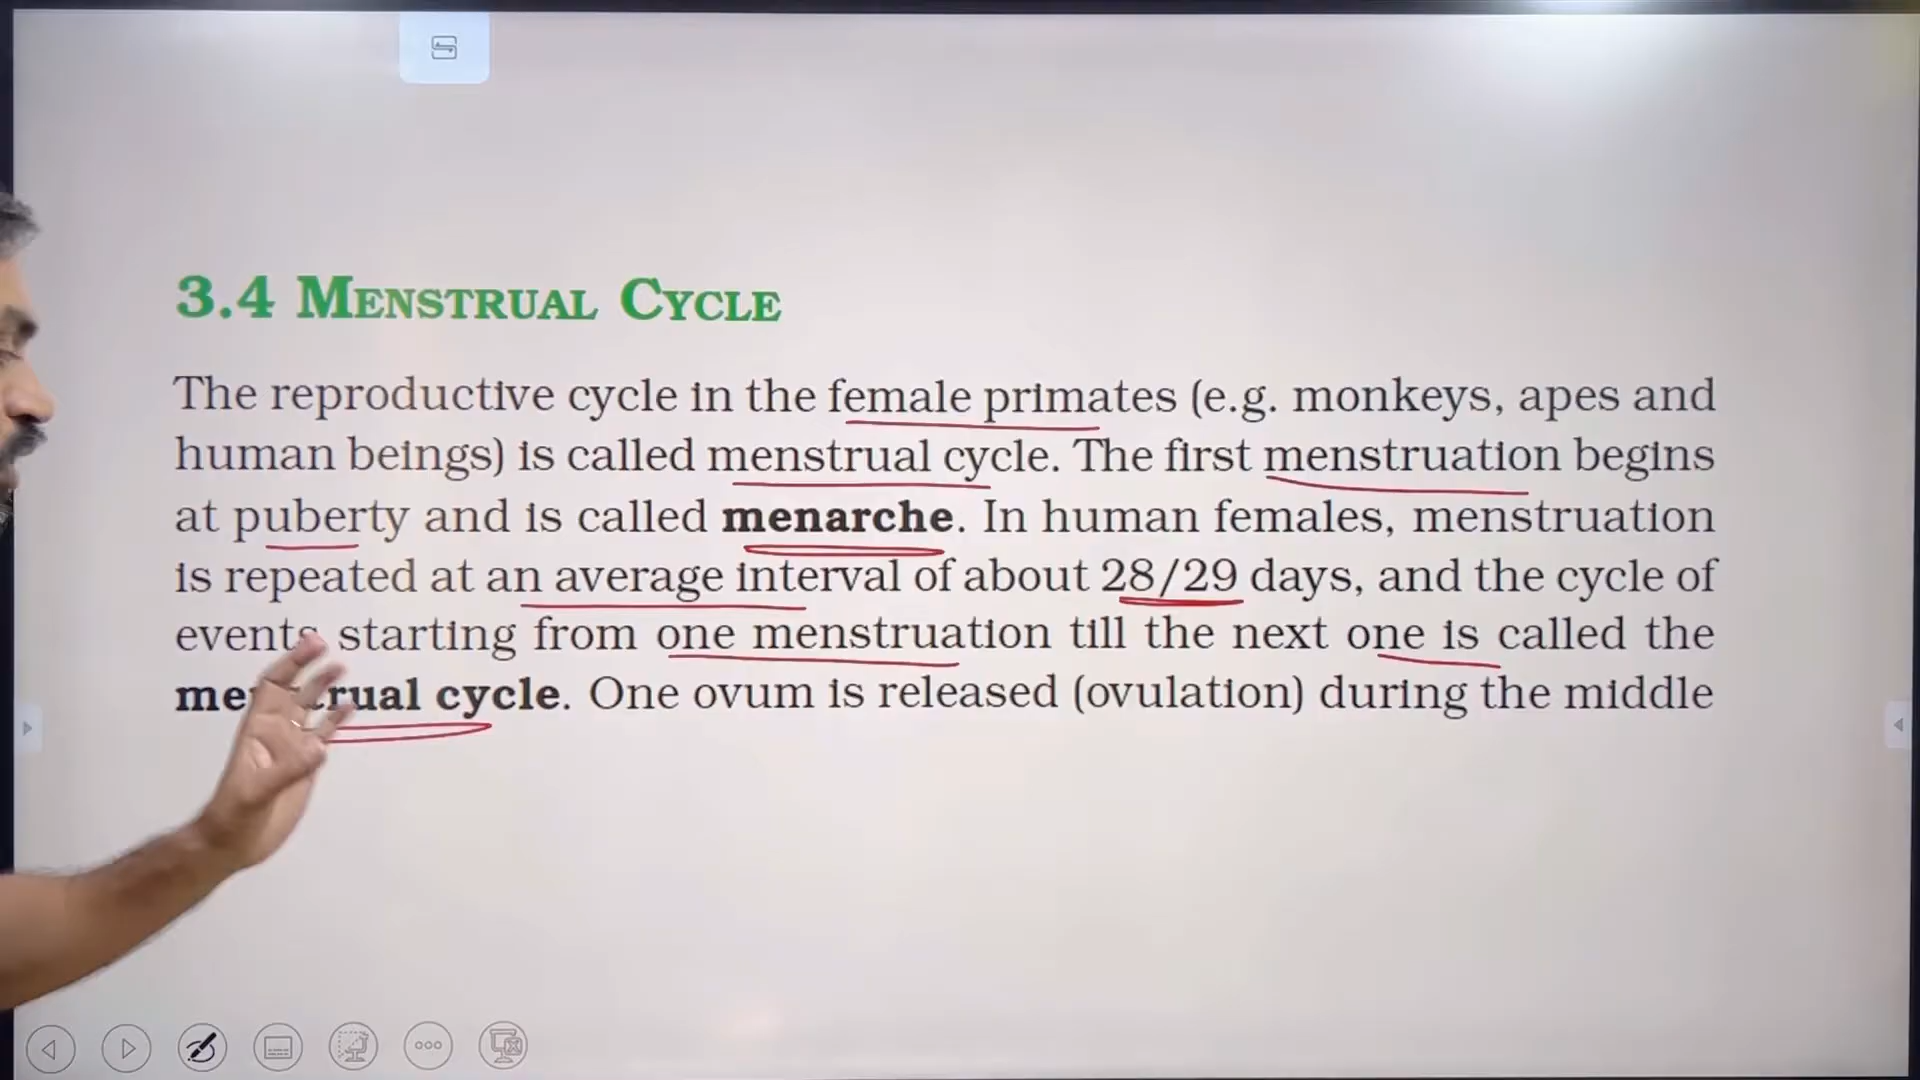 3.4 MENSTRUAL CYCLE
The reproductive cycle in the female primates (e.g. monkeys, apes and
human beings) is called menstrual cycle. The first menstruation begins
at puberty and is called menarche. In human females, menstruation
is repeated at an average interval of about 28/29 days, and the cycle of
events starting from one menstruation till the next one is called the
cycle. One ovum is released (ovulation) during the middle